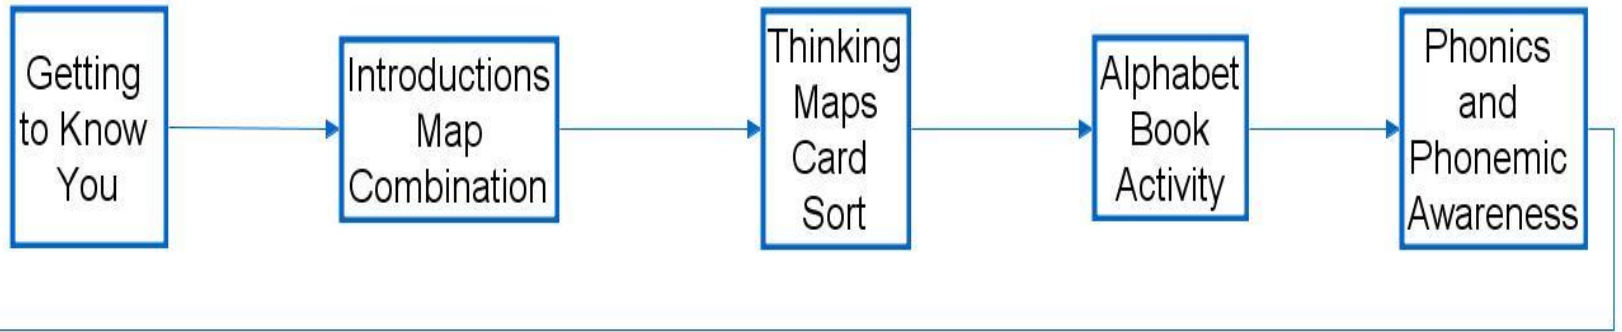 Getting
to Know
You
Introductions
Map
Combination
Thinking
Maps
Card
Sort
Alphabet
Book
Activity
Phonics
and
Phonemic
Awareness